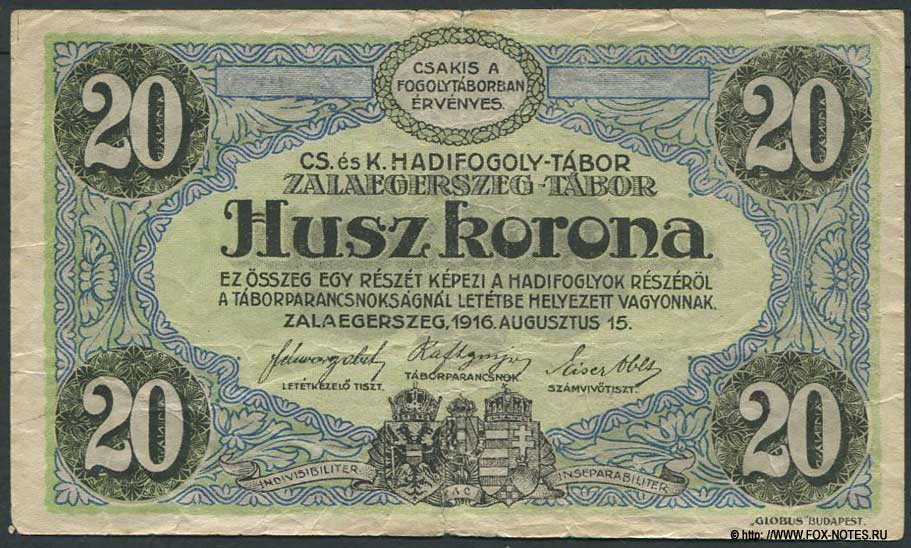 20
20
CSAKIS A
FOGOLYTÁBORBAN
ÉRVÉNYES.
CS. és K. HADIFOGOLY-TÁBOR
ZALAEGERSZEG-TÁBOR
Husz korona
EZ ÖSSZEG EGY RÉSZÉT KÉPEZI A HADIFOGLYOK RÉSZÉRŐL
A TÁBORPARANCSNOKSÁGNÁL LETÉTBE HELYEZETT VAGYONNAK.
ZALAEGERSZEG, 1916. AUGUSZTUS 15.
LETÉTKEZELŐ TISZT.
TÁBORPARANCSNOK
SZÁMVIVŐTISZT.
20
20
INDIVISIBILITER
INSEPARABILITER
„GLOBUS" BUDAPEST.
© http://WWW.FOX-NOTES.RU